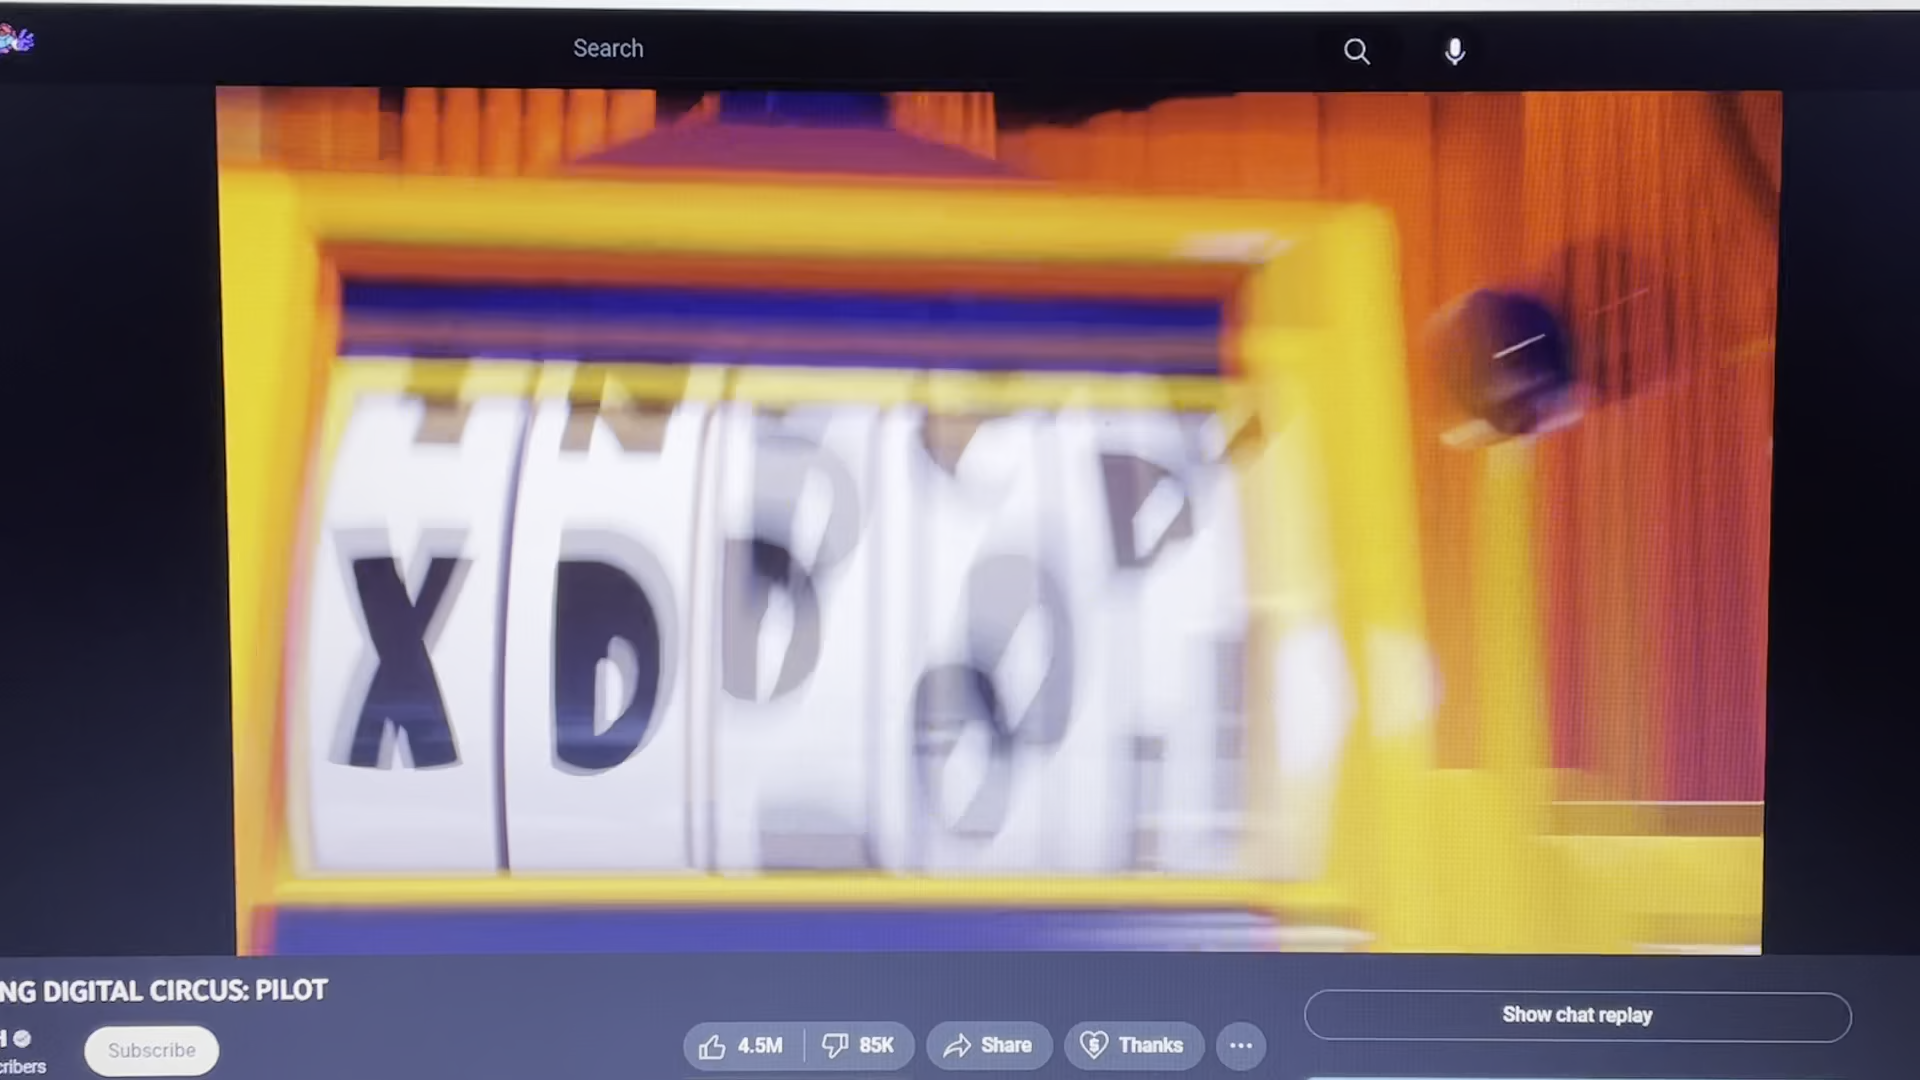 Search
XD
NG DIGITAL CIRCUS: PILOT
H
cribers
Subscribe
4.5M
85K
Share
Thanks
Show chat replay